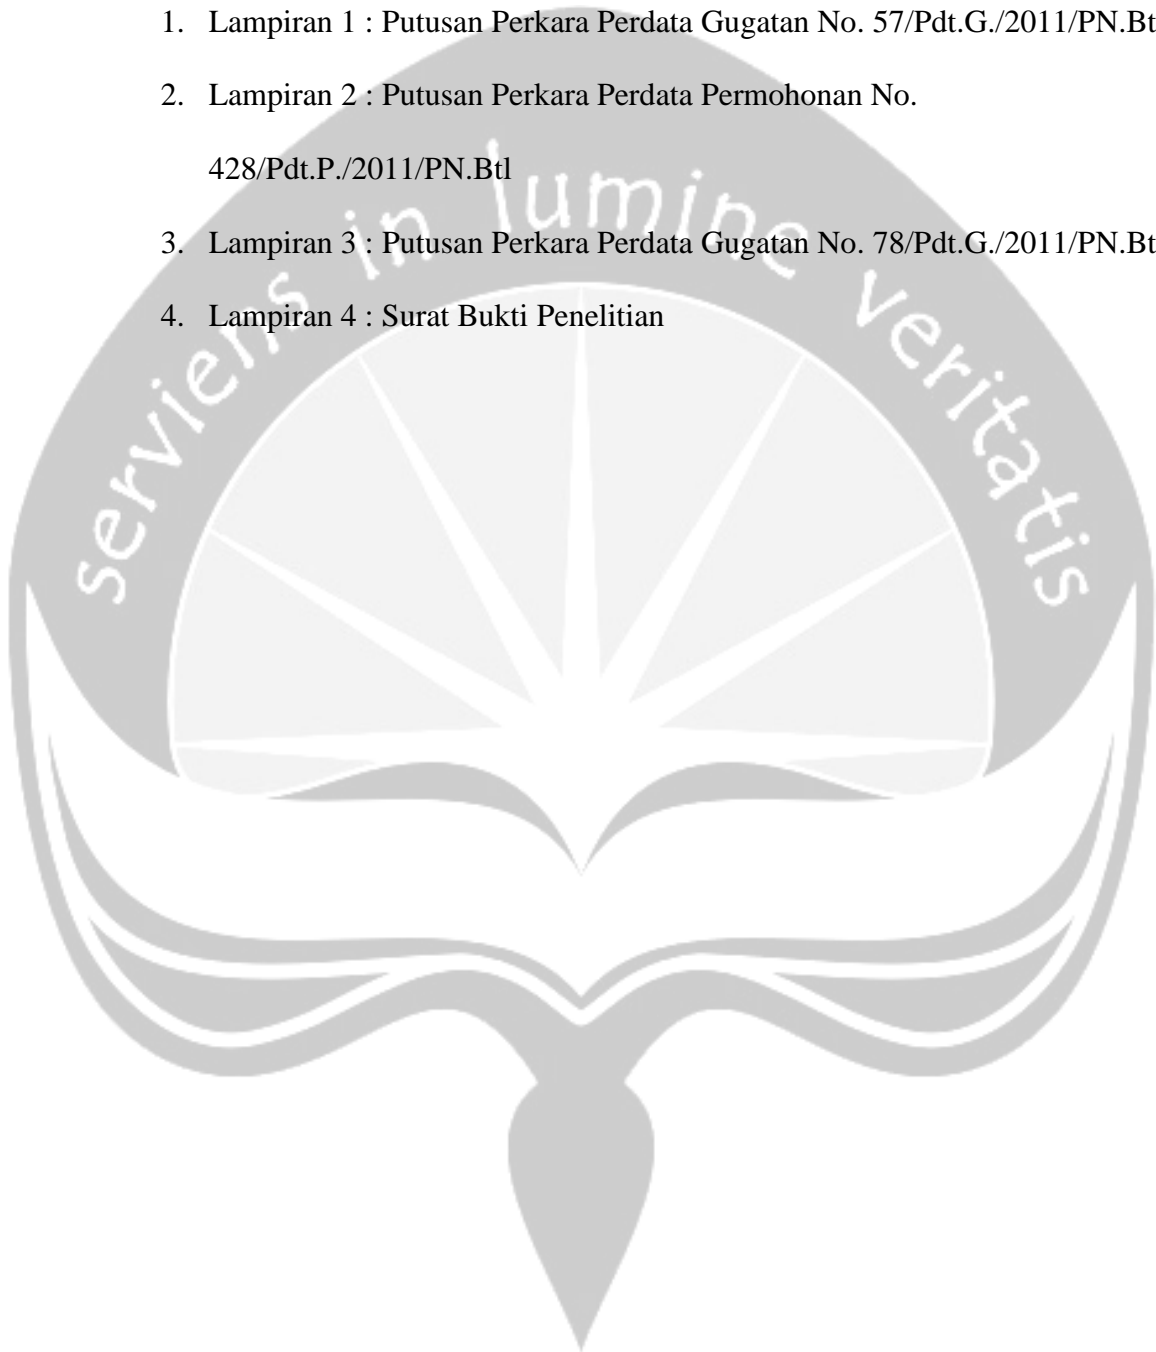 1. Lampiran 1 : Putusan Perkara Perdata Gugatan No. 57/Pdt.G./2011/PN.Bt
2. Lampiran 2 : Putusan Perkara Perdata Permohonan No.
428/Pdt.P./2011/PN.Btl
3. Lampiran 3 : Putusan Perkara Perdata Gugatan No. 78/Pdt.G./2011/PN.Bt
4. Lampiran 4 : Surat Bukti Penelitian
serviens in lumine veritatis